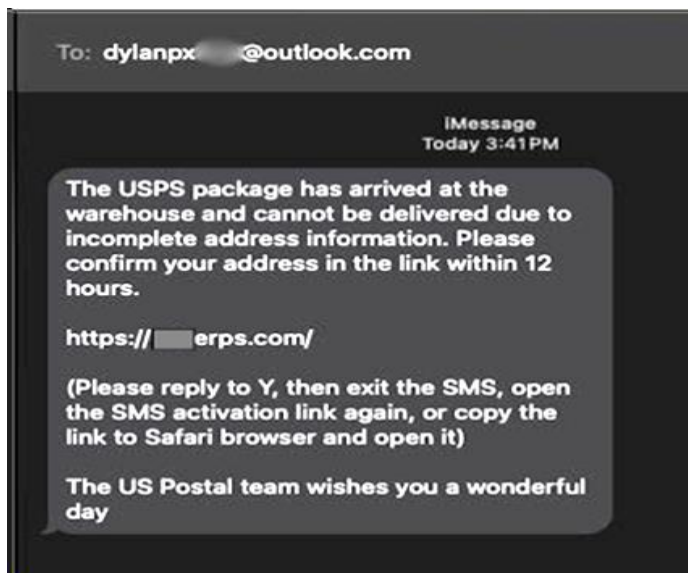 To: dylanpx @outlook.com
iMessage
Today 3:41 PM
The USPS package has arrived at the
warehouse and cannot be delivered due to
incomplete address information. Please
confirm your address in the link within 12
hours.
https:// erps.com/
(Please reply to Y, then exit the SMS, open
the SMS activation link again, or copy the
link to Safari browser and open it)
The US Postal team wishes you a wonderful
day